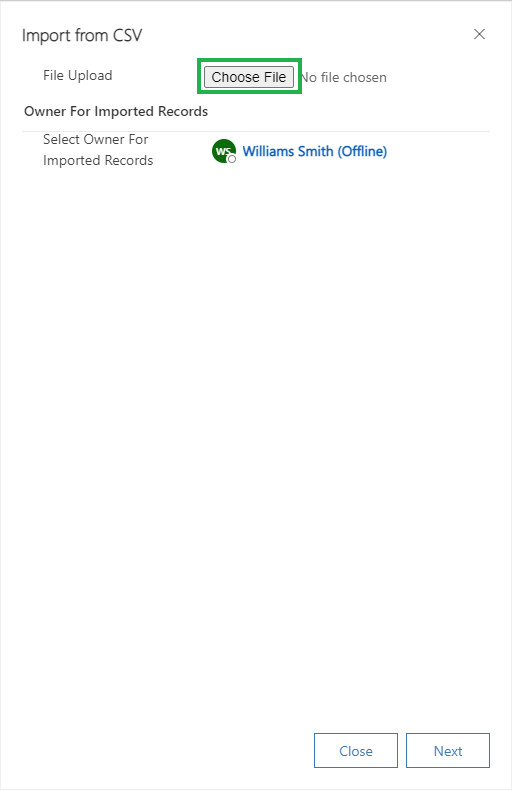 Import from CSV
File Upload Choose File No file chosen
Owner For Imported Records
Select Owner For
Imported Records
WS Williams Smith (Offline)
Close Next